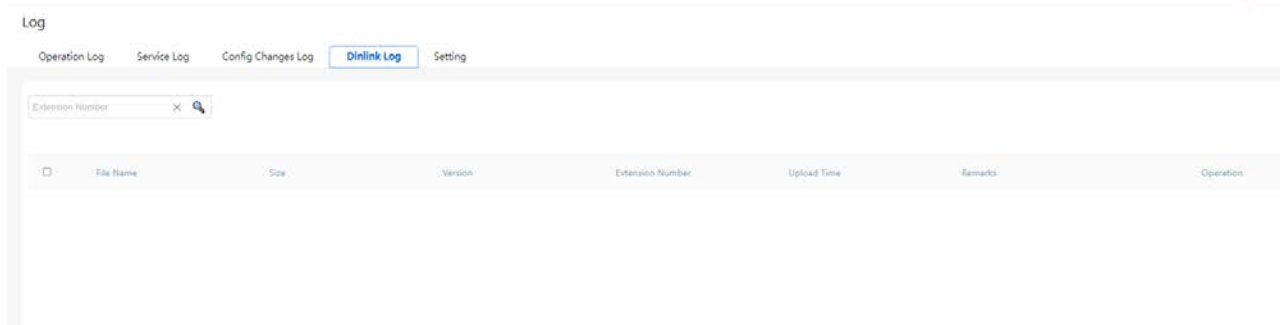 Log
Operation Log Service Log Config Changes Log Dinlink Log Setting
Extension Number
File Name Size Version Extension Number Upload Time Remarks Operation